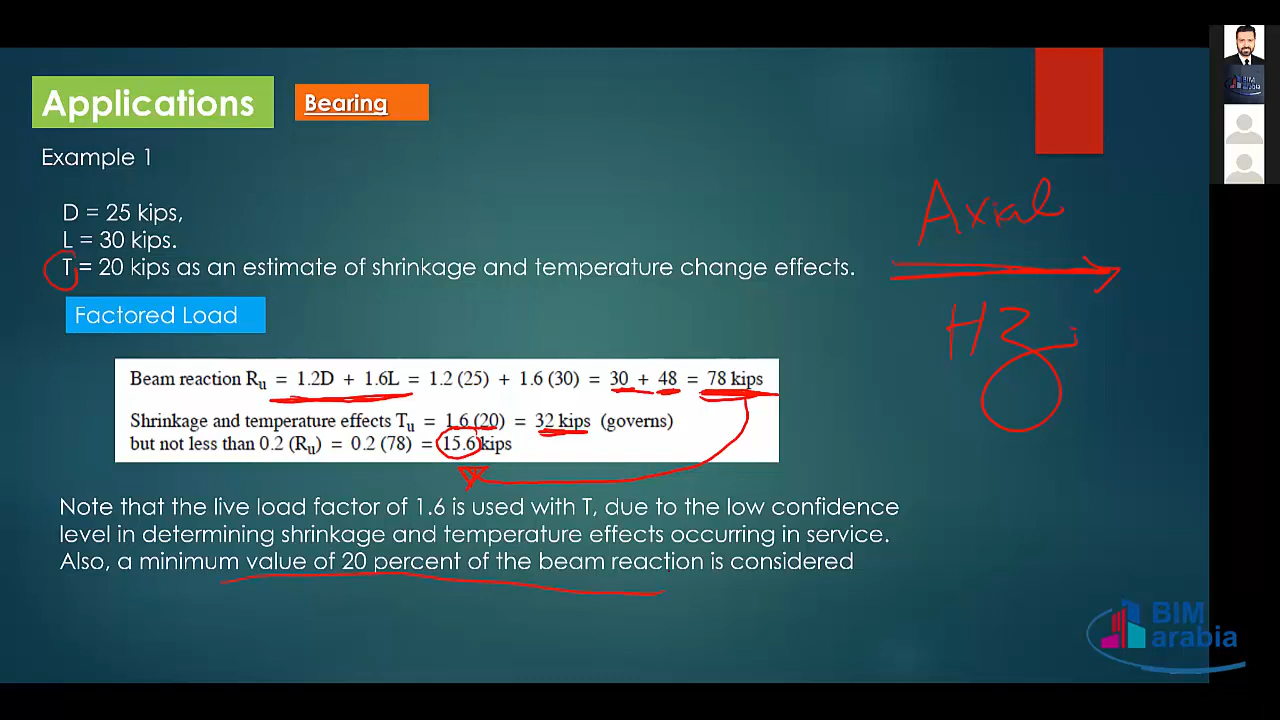 Applications
Bearing
Example 1
D = 25 kips,
L = 30 kips.
T = 20 kips as an estimate of shrinkage and temperature change effects.
Factored Load
Beam reaction Ru = 1.2D + 1.6L = 1.2 (25) + 1.6 (30) = 30 + 48 = 78 kips
Shrinkage and temperature effects Tu = 1.6 (20) = 32 kips (governs)
but not less than 0.2 (Ru) = 0.2 (78) = 15.6 kips
Note that the live load factor of 1.6 is used with T, due to the low confidence
level in determining shrinkage and temperature effects occurring in service.
Also, a minimum value of 20 percent of the beam reaction is considered
Axial
BIM
arabia
BIM
arabia